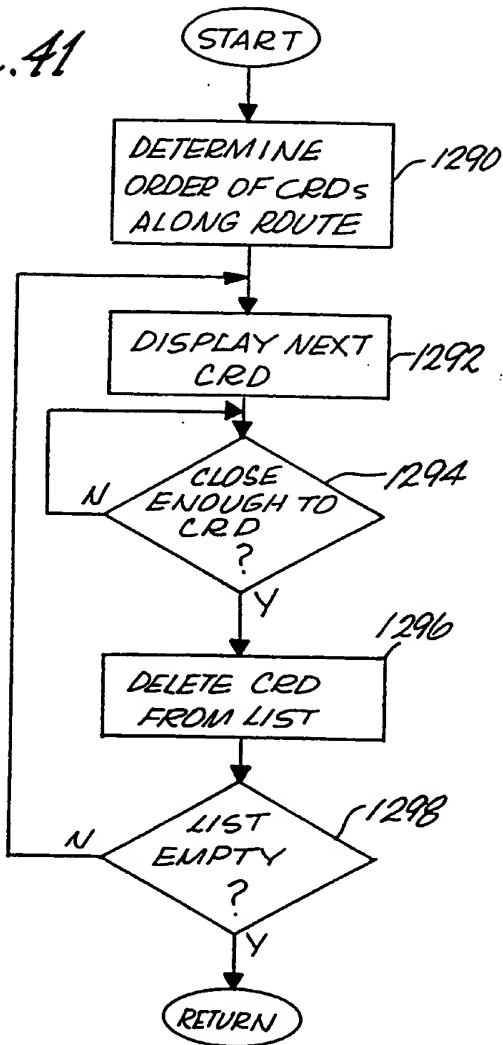 .41
START
DETERMINE
ORDER OF CRDs
ALONG ROUTE
1290
DISPLAY NEXT
CRD
1292
CLOSE
ENOUGH TO
CRD
?
1294
N
Y
1296
DELETE CRD
FROM LIST
LIST
EMPTY
?
1298
N
Y
RETURN